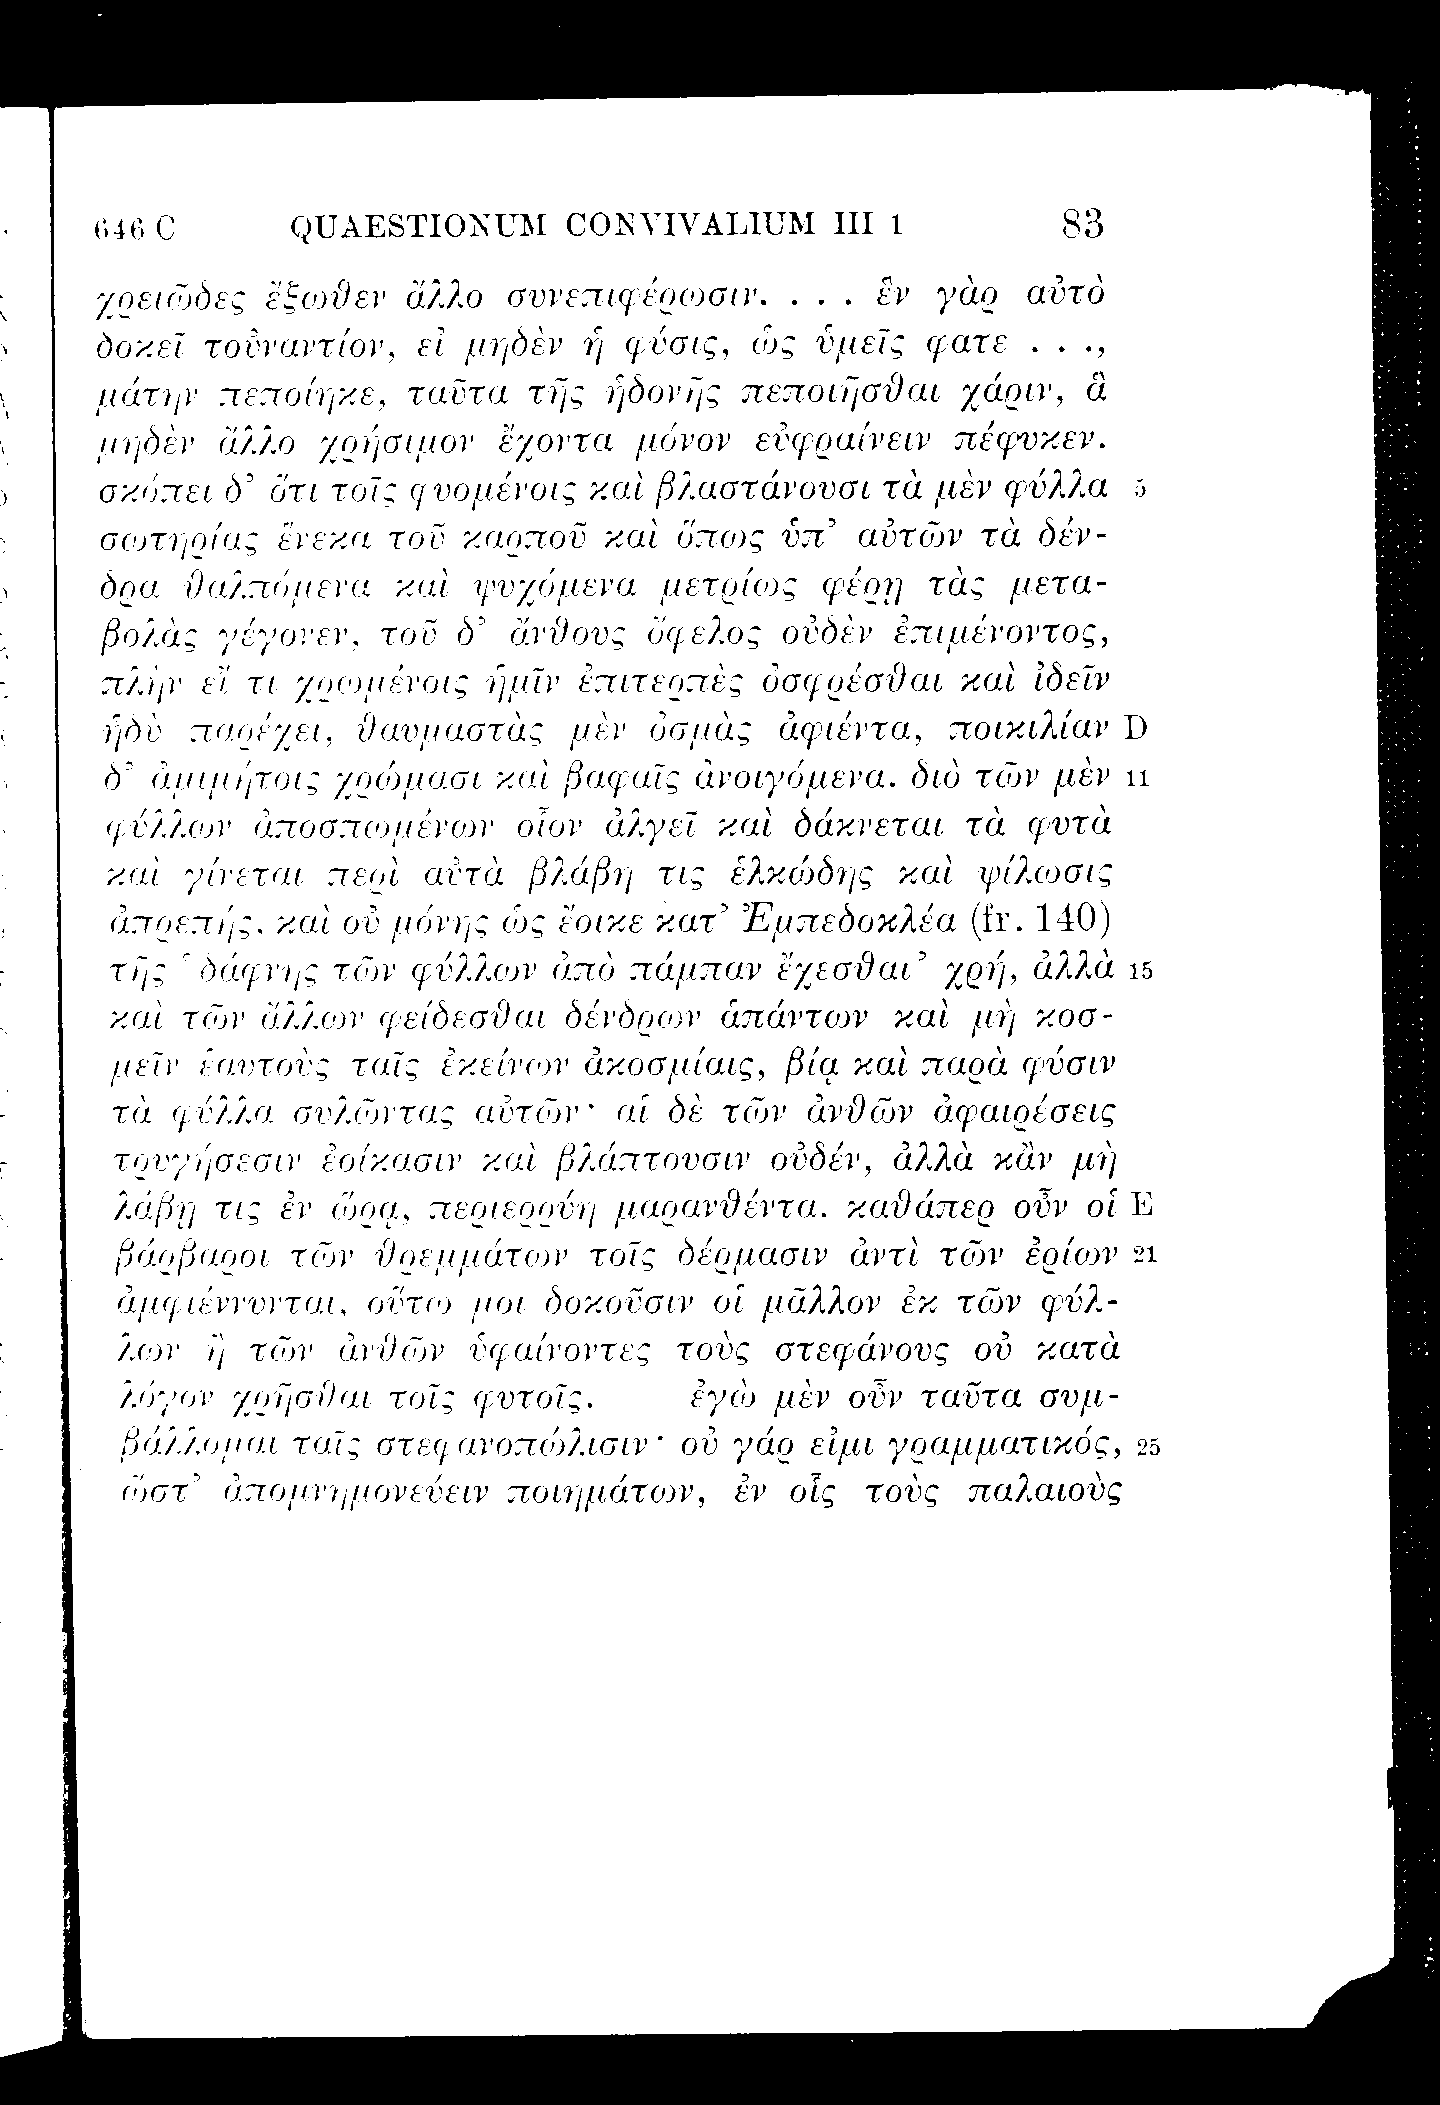 646 C QUAESTIONUM CONVIVALIUM III 1 83
χρειῶδες ἔξωθεν ἄλλο συνεπιφέρωσιν. . . . ἓν γὰρ αὐτὸ
δοκεῖ τοὐναντίον, εἰ μηδὲν ἡ φύσις, ὡς ὑμεῖς φατε . . .,
μάτην πεποίηκε, ταῦτα τῆς ἡδονῆς πεποιῆσθαι χάριν, ἃ
μηδὲν ἄλλο χρήσιμον ἔχοντα μόνον εὐφραίνειν πέφυκεν.
σκόπει δ’ ὅτι τοῖς φυομένοις καὶ βλαστάνουσι τὰ μὲν φύλλα 5
σωτηρίας ἕνεκα τοῦ καρποῦ καὶ ὅπως ὑπ’ αὐτῶν τὰ δέν-
δρα θαλπόμενα καὶ ψυχόμενα μετρίως φέρῃ τὰς μετα-
βολὰς γέγονεν, τοῦ δ’ ἄνθους ὄφελος οὐδὲν ἐπιμένοντος,
πλὴν εἴ τι χρωμένοις ἡμῖν ἐπιτερπὲς ὀσφρέσθαι καὶ ἰδεῖν
ἡδὺ παρέχει, θαυμαστὰς μὲν ὀσμὰς ἀφιέντα, ποικιλίαν D
δ’ ἀμιμήτοις χρώμασι καὶ βαφαῖς ἀνοιγόμενα. διὸ τῶν μὲν 11
φύλλων ἀποσπωμένων οἷον ἀλγεῖ καὶ δάκνεται τὰ φυτὰ
καὶ γίνεται περὶ αὐτὰ βλάβη τις ἑλκώδης καὶ ψίλωσις
ἀπρεπής, καὶ οὐ μόνης ὡς ἔοικε κατ’ Ἐμπεδοκλέα (fr. 140)
τῆς ‘δάφνης τῶν φύλλων ἀπὸ πάμπαν ἔχεσθαι’ χρή, ἀλλὰ 15
καὶ τῶν ἄλλων φείδεσθαι δένδρων ἁπάντων καὶ μὴ κοσ-
μεῖν ἑαυτοὺς ταῖς ἐκείνων ἀκοσμίαις, βίᾳ καὶ παρὰ φύσιν
τὰ φύλλα συλῶντας αὐτῶν· αἱ δὲ τῶν ἀνθῶν ἀφαιρέσεις
τρυγήσεσιν ἐοίκασιν καὶ βλάπτουσιν οὐδέν, ἀλλὰ κἂν μὴ
λάβῃ τις ἐν ὥρᾳ, περιερρύη μαρανθέντα. καθάπερ οὖν οἱ E
βάρβαροι τῶν θρεμμάτων τοῖς δέρμασιν ἀντὶ τῶν ἐρίων 21
ἀμφιέννυνται, οὕτω μοι δοκοῦσιν οἱ μᾶλλον ἐκ τῶν φύλ-
λων ἢ τῶν ἀνθῶν ὑφαίνοντες τοὺς στεφάνους οὐ κατὰ
λόγον χρῆσθαι τοῖς φυτοῖς. ἐγὼ μὲν οὖν ταῦτα συμ-
βάλλομαι ταῖς στεφανοπώλισιν· οὐ γάρ εἰμι γραμματικός, 25
ὥστ’ ἀπομνημονεύειν ποιημάτων, ἐν οἷς τοὺς παλαιοὺς